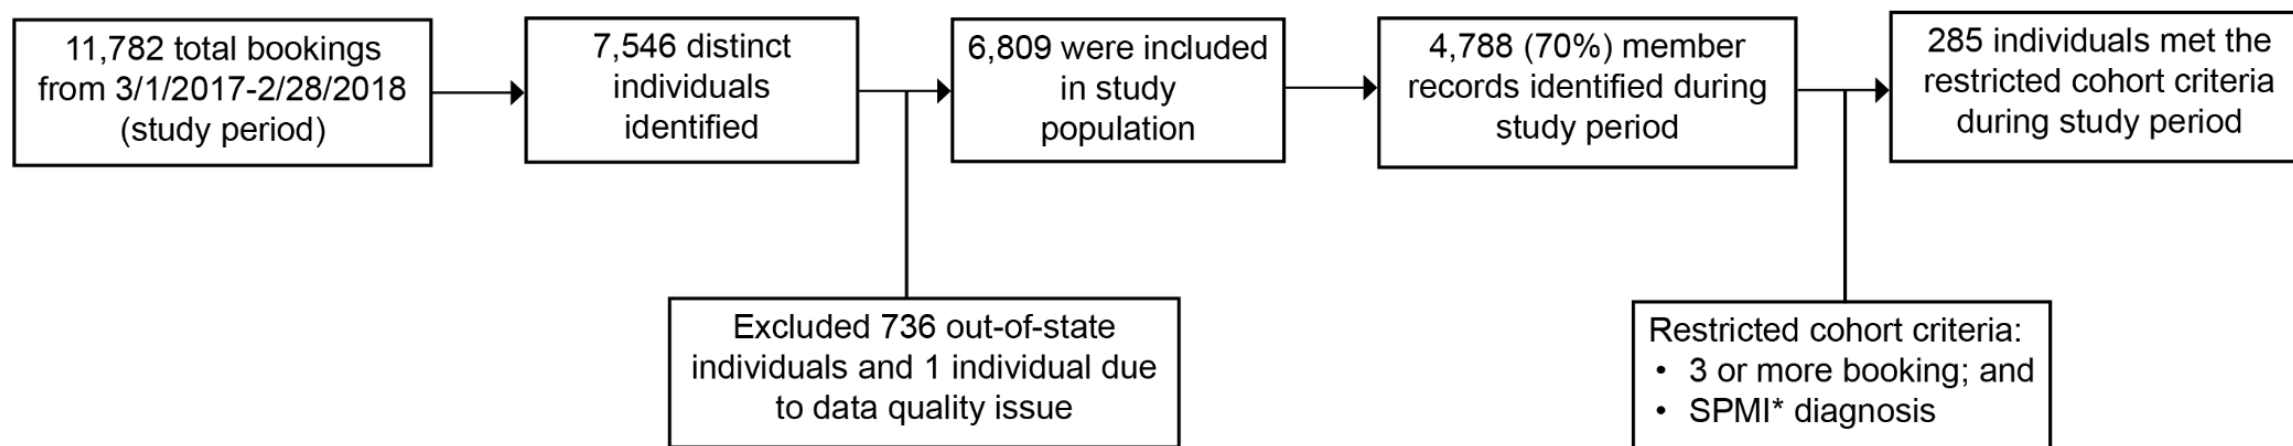 11,782 total bookings
from 3/1/2017-2/28/2018
(study period)
7,546 distinct
individuals
identified
6,809 were included
in study
population
4,788 (70%) member
records identified during
study period
285 individuals met the
restricted cohort criteria
during study period
Excluded 736 out-of-state
individuals and 1 individual due
to data quality issue
Restricted cohort criteria:
• 3 or more booking; and
• SPMI* diagnosis